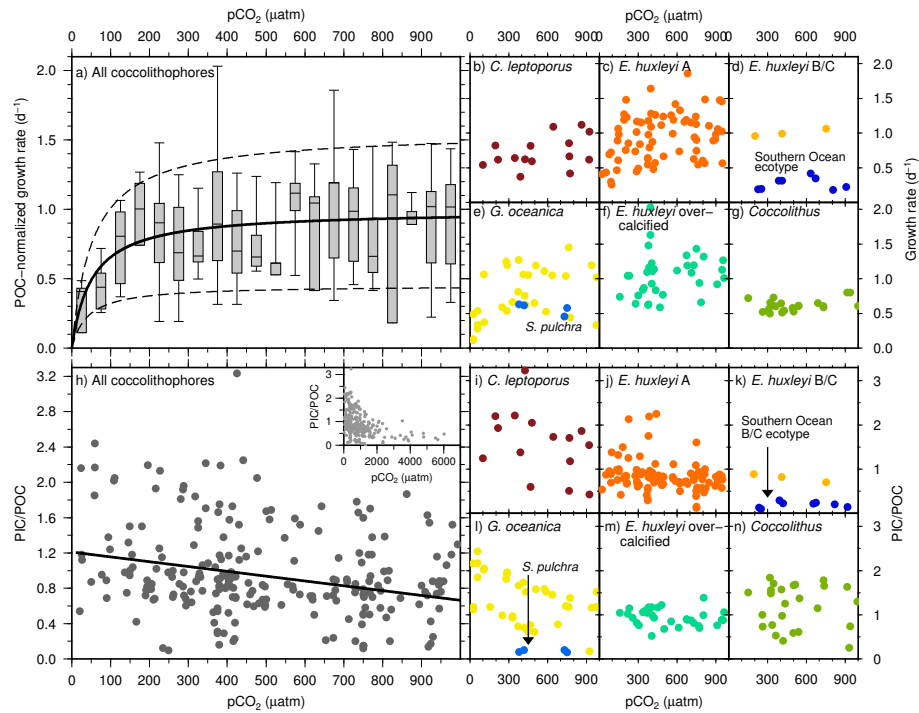 pCO2 (µatm)
pCO2 (µatm)
0 100 200 300 400 500 600 700 800 900
0 300 600 900 0 300 600 900 0 300 600 900
a) All coccolithophores
b) C. leptoporus
c) E. huxleyi A
d) E. huxleyi B/C
Southern Ocean
ecotype
2.0
1.5
1.0
0.5
0.0
POC−normalized growth rate (d−1)
2.0
1.5
1.0
0.5
e) G. oceanica
S. pulchra
f) E. huxleyi over−
calcified
g) Coccolithus
2.0
1.5
1.0
0.5
0
Growth rate (d−1)
h) All coccolithophores
3.2
2.8
2.4
2.0
1.6
1.2
0.8
0.4
0.0
PIC/POC
PIC/POC
3
2
1
0
0 2000 4000 6000
pCO2 (µatm)
i) C. leptoporus
j) E. huxleyi A
k) E. huxleyi B/C
Southern Ocean
B/C ecotype
3
2
1
0
l) G. oceanica
S. pulchra
m) E. huxleyi over−
calcified
n) Coccolithus
3
2
1
0
PIC/POC
0 100 200 300 400 500 600 700 800 900
0 300 600 900 0 300 600 900 0 300 600 900
pCO2 (µatm)
pCO2 (µatm)